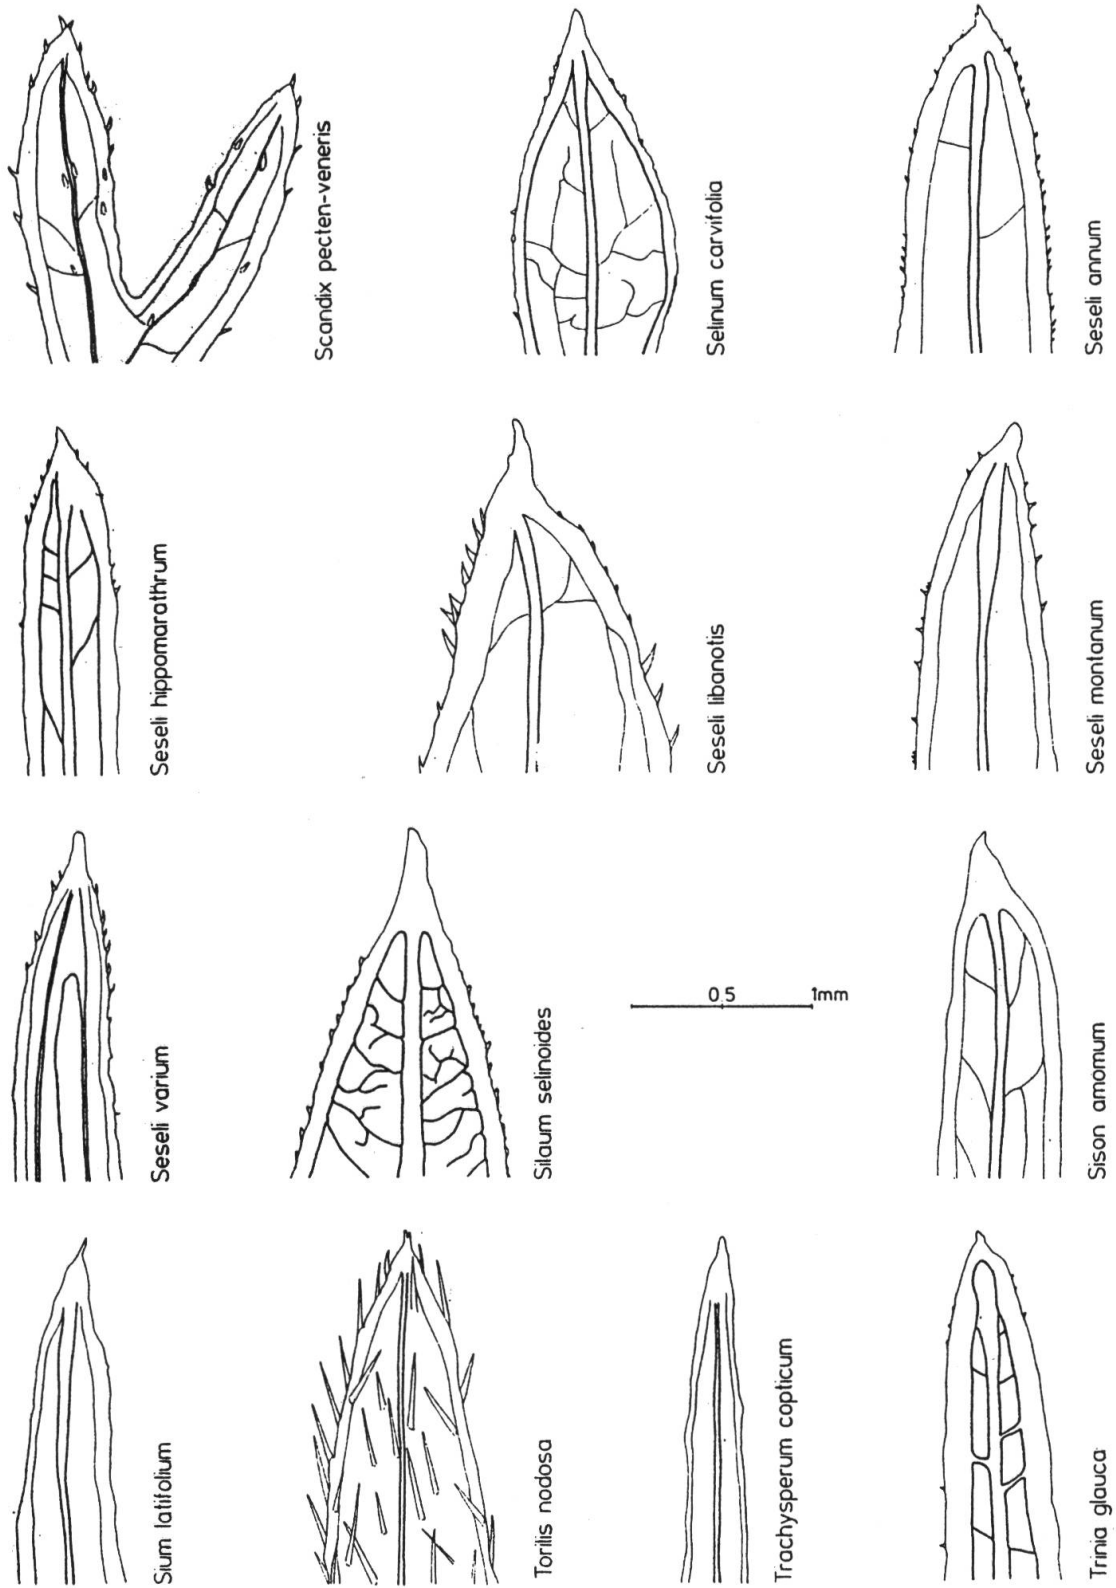 Scandix pecten-veneris
Selinum carvifolia
Seseli annum
Seseli hippomarathrum
Seseli libanotis
Seseli montanum
Seseli varium
Silaum selinoides
0.5 1mm
Sison amomum
Sium latifolium
Torilis nodosa
Trachysperum copticum
Trinia glauca